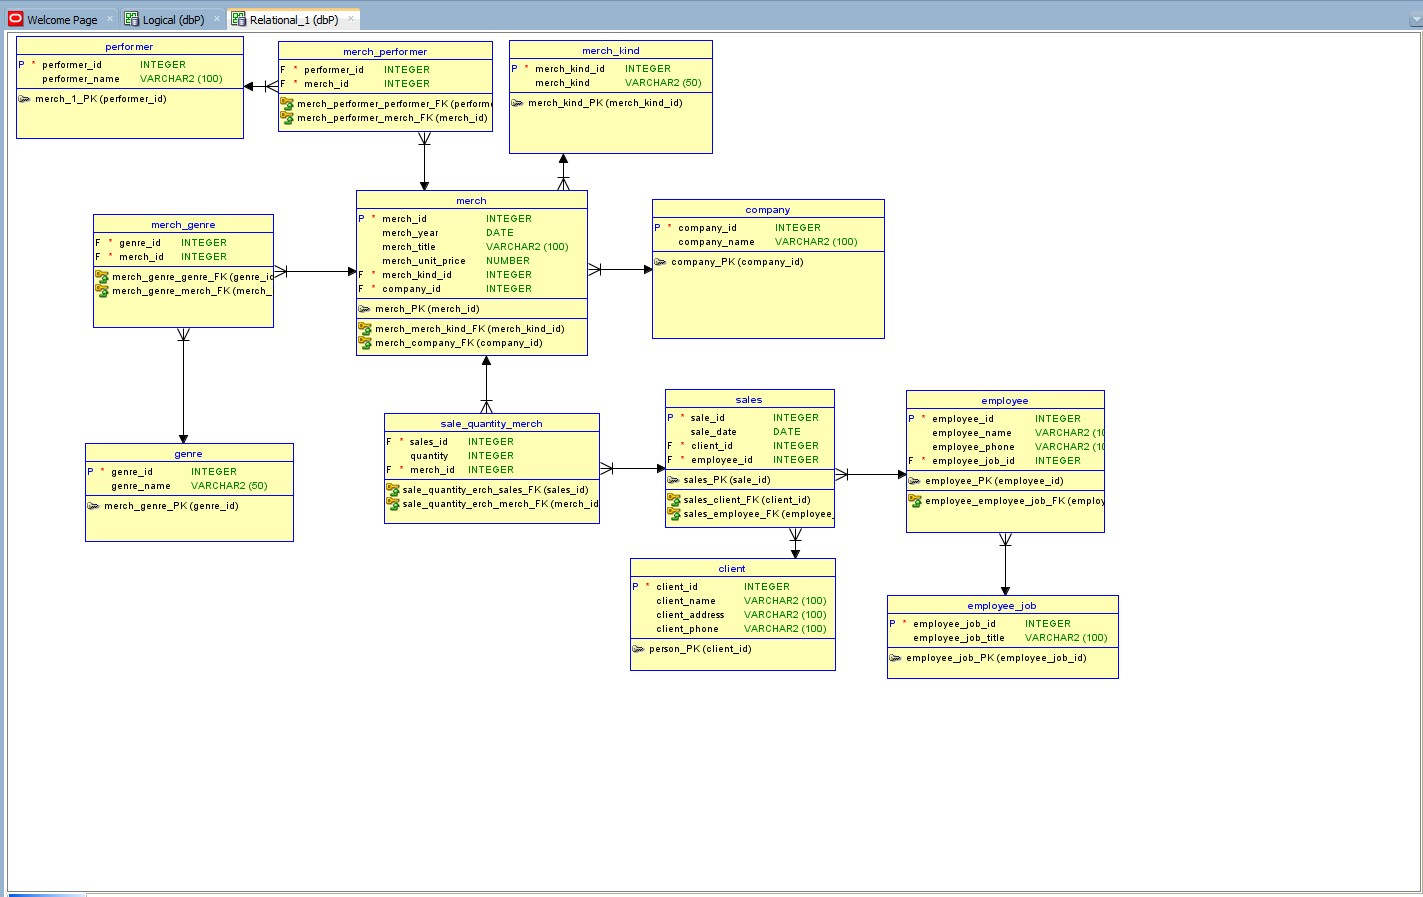 Welcome Page
Logical (dbP)
Relational_1 (dbP)
performer
P * performer_id INTEGER
performer_name VARCHAR2 (100)
merch_1_PK (performer_id)
merch_performer
F * performer_id INTEGER
F * merch_id INTEGER
merch_performer_performer_FK (perform
merch_performer_merch_FK (merch_id)
merch_kind
P * merch_kind_id INTEGER
merch_kind VARCHAR2 (50)
merch_kind_PK (merch_kind_id)
merch_genre
F * genre_id INTEGER
F * merch_id INTEGER
merch_genre_genre_FK (genre_id
merch_genre_merch_FK (merch_
merch
P * merch_id INTEGER
merch_year DATE
merch_title VARCHAR2 (100)
merch_unit_price NUMBER
F * merch_kind_id INTEGER
F * company_id INTEGER
merch_PK (merch_id)
merch_merch_kind_FK (merch_kind_id)
merch_company_FK (company_id)
company
P * company_id INTEGER
company_name VARCHAR2 (100)
company_PK (company_id)
genre
P * genre_id INTEGER
genre_name VARCHAR2 (50)
merch_genre_PK (genre_id)
sale_quantity_merch
F * sales_id INTEGER
quantity INTEGER
F * merch_id INTEGER
sale_quantity_erch_sales_FK (sales_id)
sale_quantity_erch_merch_FK (merch_id
sales
P * sale_id INTEGER
sale_date DATE
F * client_id INTEGER
F * employee_id INTEGER
sales_PK (sale_id)
sales_client_FK (client_id)
sales_employee_FK (employee_
employee
P * employee_id INTEGER
employee_name VARCHAR2 (10
employee_phone VARCHAR2 (10
F * employee_job_id INTEGER
employee_PK (employee_id)
employee_employee_job_FK (employ
client
P * client_id INTEGER
client_name VARCHAR2 (100)
client_address VARCHAR2 (100)
client_phone VARCHAR2 (100)
person_PK (client_id)
employee_job
P * employee_job_id INTEGER
employee_job_title VARCHAR2 (100)
employee_job_PK (employee_job_id)